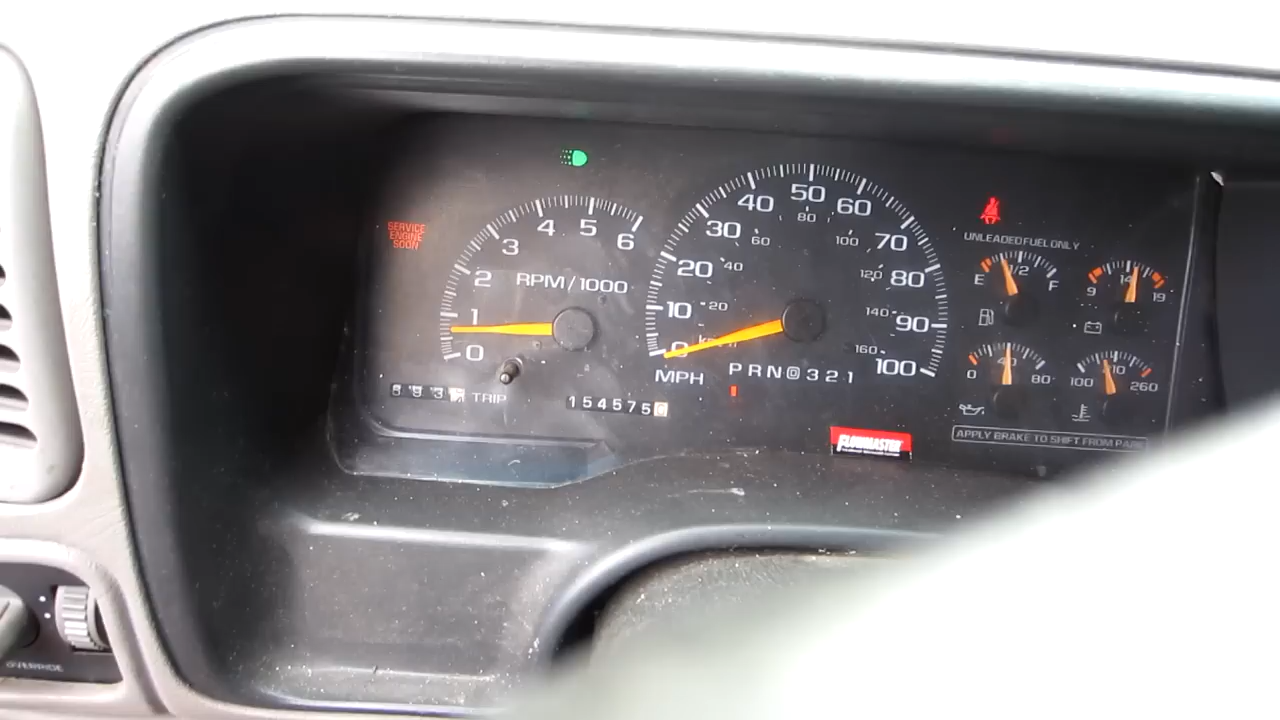 SERVICE
ENGINE
SOON
0
1
2
3
4
5
6
RPM/1000
TRIP
0
10
20
30
40
50
60
70
80
90
100
20
40
60
80
100
120
140
160
MPH
154575
PRND321
UNLEADED FUEL ONLY
E 1/2 F
9 14 19
0 40 80
100 210 260
FLOWMASTER
APPLY BRAKE TO SHIFT FROM PARK
OVERRIDE